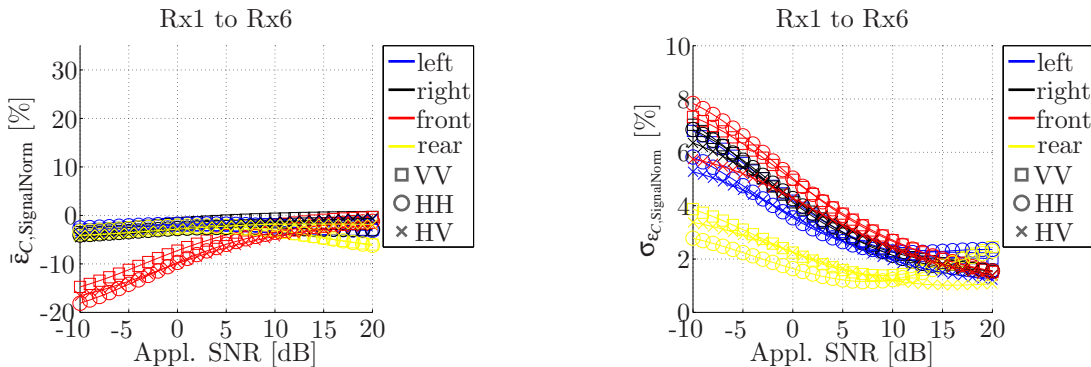 Rx1 to Rx6
ε̄C,SignalNorm [%]
30
20
10
0
-10
-20
-10
-5
0
5
10
15
20
Appl. SNR [dB]
left
right
front
rear
VV
HH
HV
Rx1 to Rx6
σεC,SignalNorm [%]
10
8
6
4
2
0
-10
-5
0
5
10
15
20
Appl. SNR [dB]
left
right
front
rear
VV
HH
HV